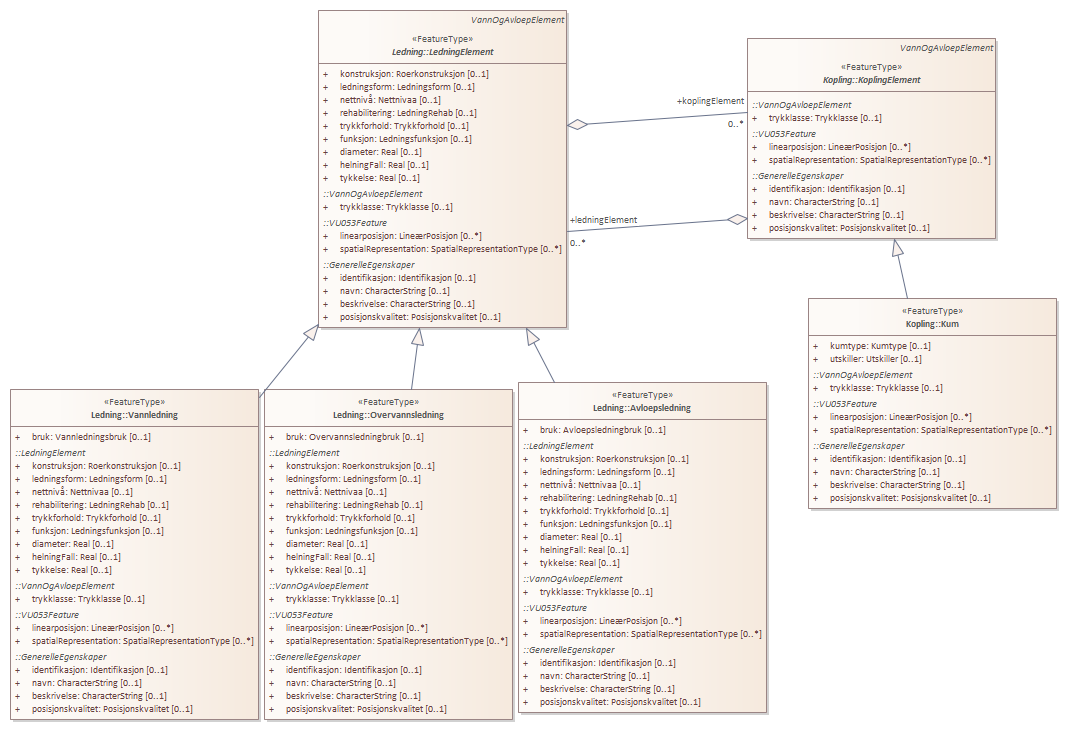 VannOgAvloepElement
«FeatureType»
Ledning::LedningElement
+ konstruksjon: Roerkonstruksjon [0..1]
+ ledningsform: Ledningsform [0..1]
+ nettnivå: Nettnivaa [0..1]
+ rehabilitering: LedningRehab [0..1]
+ trykkforhold: Trykkforhold [0..1]
+ funksjon: Ledningsfunksjon [0..1]
+ diameter: Real [0..1]
+ helningFall: Real [0..1]
+ tykkelse: Real [0..1]
::VannOgAvloepElement
+ trykklasse: Trykklasse [0..1]
::VU053Feature
+ linearposisjon: LineærPosisjon [0..*]
+ spatialRepresentation: SpatialRepresentationType [0..*]
::GenerelleEgenskaper
+ identifikasjon: Identifikasjon [0..1]
+ navn: CharacterString [0..1]
+ beskrivelse: CharacterString [0..1]
+ posisjonskvalitet: Posisjonskvalitet [0..1]
+koplingElement
0..*
+ledningElement
0..*
VannOgAvloepElement
«FeatureType»
Kopling::KoplingElement
::VannOgAvloepElement
+ trykklasse: Trykklasse [0..1]
::VU053Feature
+ linearposisjon: LineærPosisjon [0..*]
+ spatialRepresentation: SpatialRepresentationType [0..*]
::GenerelleEgenskaper
+ identifikasjon: Identifikasjon [0..1]
+ navn: CharacterString [0..1]
+ beskrivelse: CharacterString [0..1]
+ posisjonskvalitet: Posisjonskvalitet [0..1]
«FeatureType»
Kopling::Kum
+ kumtype: Kumtype [0..1]
+ utskiller: Utskiller [0..1]
::VannOgAvloepElement
+ trykklasse: Trykklasse [0..1]
::VU053Feature
+ linearposisjon: LineærPosisjon [0..*]
+ spatialRepresentation: SpatialRepresentationType [0..*]
::GenerelleEgenskaper
+ identifikasjon: Identifikasjon [0..1]
+ navn: CharacterString [0..1]
+ beskrivelse: CharacterString [0..1]
+ posisjonskvalitet: Posisjonskvalitet [0..1]
«FeatureType»
Ledning::Vannledning
+ bruk: Vannledningsbruk [0..1]
::LedningElement
+ konstruksjon: Roerkonstruksjon [0..1]
+ ledningsform: Ledningsform [0..1]
+ nettnivå: Nettnivaa [0..1]
+ rehabilitering: LedningRehab [0..1]
+ trykkforhold: Trykkforhold [0..1]
+ funksjon: Ledningsfunksjon [0..1]
+ diameter: Real [0..1]
+ helningFall: Real [0..1]
+ tykkelse: Real [0..1]
::VannOgAvloepElement
+ trykklasse: Trykklasse [0..1]
::VU053Feature
+ linearposisjon: LineærPosisjon [0..*]
+ spatialRepresentation: SpatialRepresentationType [0..*]
::GenerelleEgenskaper
+ identifikasjon: Identifikasjon [0..1]
+ navn: CharacterString [0..1]
+ beskrivelse: CharacterString [0..1]
+ posisjonskvalitet: Posisjonskvalitet [0..1]
«FeatureType»
Ledning::Overvannsledning
+ bruk: Overvannsledningbruk [0..1]
::LedningElement
+ konstruksjon: Roerkonstruksjon [0..1]
+ ledningsform: Ledningsform [0..1]
+ nettnivå: Nettnivaa [0..1]
+ rehabilitering: LedningRehab [0..1]
+ trykkforhold: Trykkforhold [0..1]
+ funksjon: Ledningsfunksjon [0..1]
+ diameter: Real [0..1]
+ helningFall: Real [0..1]
+ tykkelse: Real [0..1]
::VannOgAvloepElement
+ trykklasse: Trykklasse [0..1]
::VU053Feature
+ linearposisjon: LineærPosisjon [0..*]
+ spatialRepresentation: SpatialRepresentationType [0..*]
::GenerelleEgenskaper
+ identifikasjon: Identifikasjon [0..1]
+ navn: CharacterString [0..1]
+ beskrivelse: CharacterString [0..1]
+ posisjonskvalitet: Posisjonskvalitet [0..1]
«FeatureType»
Ledning::Avloepsledning
+ bruk: Avloepsledningbruk [0..1]
::LedningElement
+ konstruksjon: Roerkonstruksjon [0..1]
+ ledningsform: Ledningsform [0..1]
+ nettnivå: Nettnivaa [0..1]
+ rehabilitering: LedningRehab [0..1]
+ trykkforhold: Trykkforhold [0..1]
+ funksjon: Ledningsfunksjon [0..1]
+ diameter: Real [0..1]
+ helningFall: Real [0..1]
+ tykkelse: Real [0..1]
::VannOgAvloepElement
+ trykklasse: Trykklasse [0..1]
::VU053Feature
+ linearposisjon: LineærPosisjon [0..*]
+ spatialRepresentation: SpatialRepresentationType [0..*]
::GenerelleEgenskaper
+ identifikasjon: Identifikasjon [0..1]
+ navn: CharacterString [0..1]
+ beskrivelse: CharacterString [0..1]
+ posisjonskvalitet: Posisjonskvalitet [0..1]